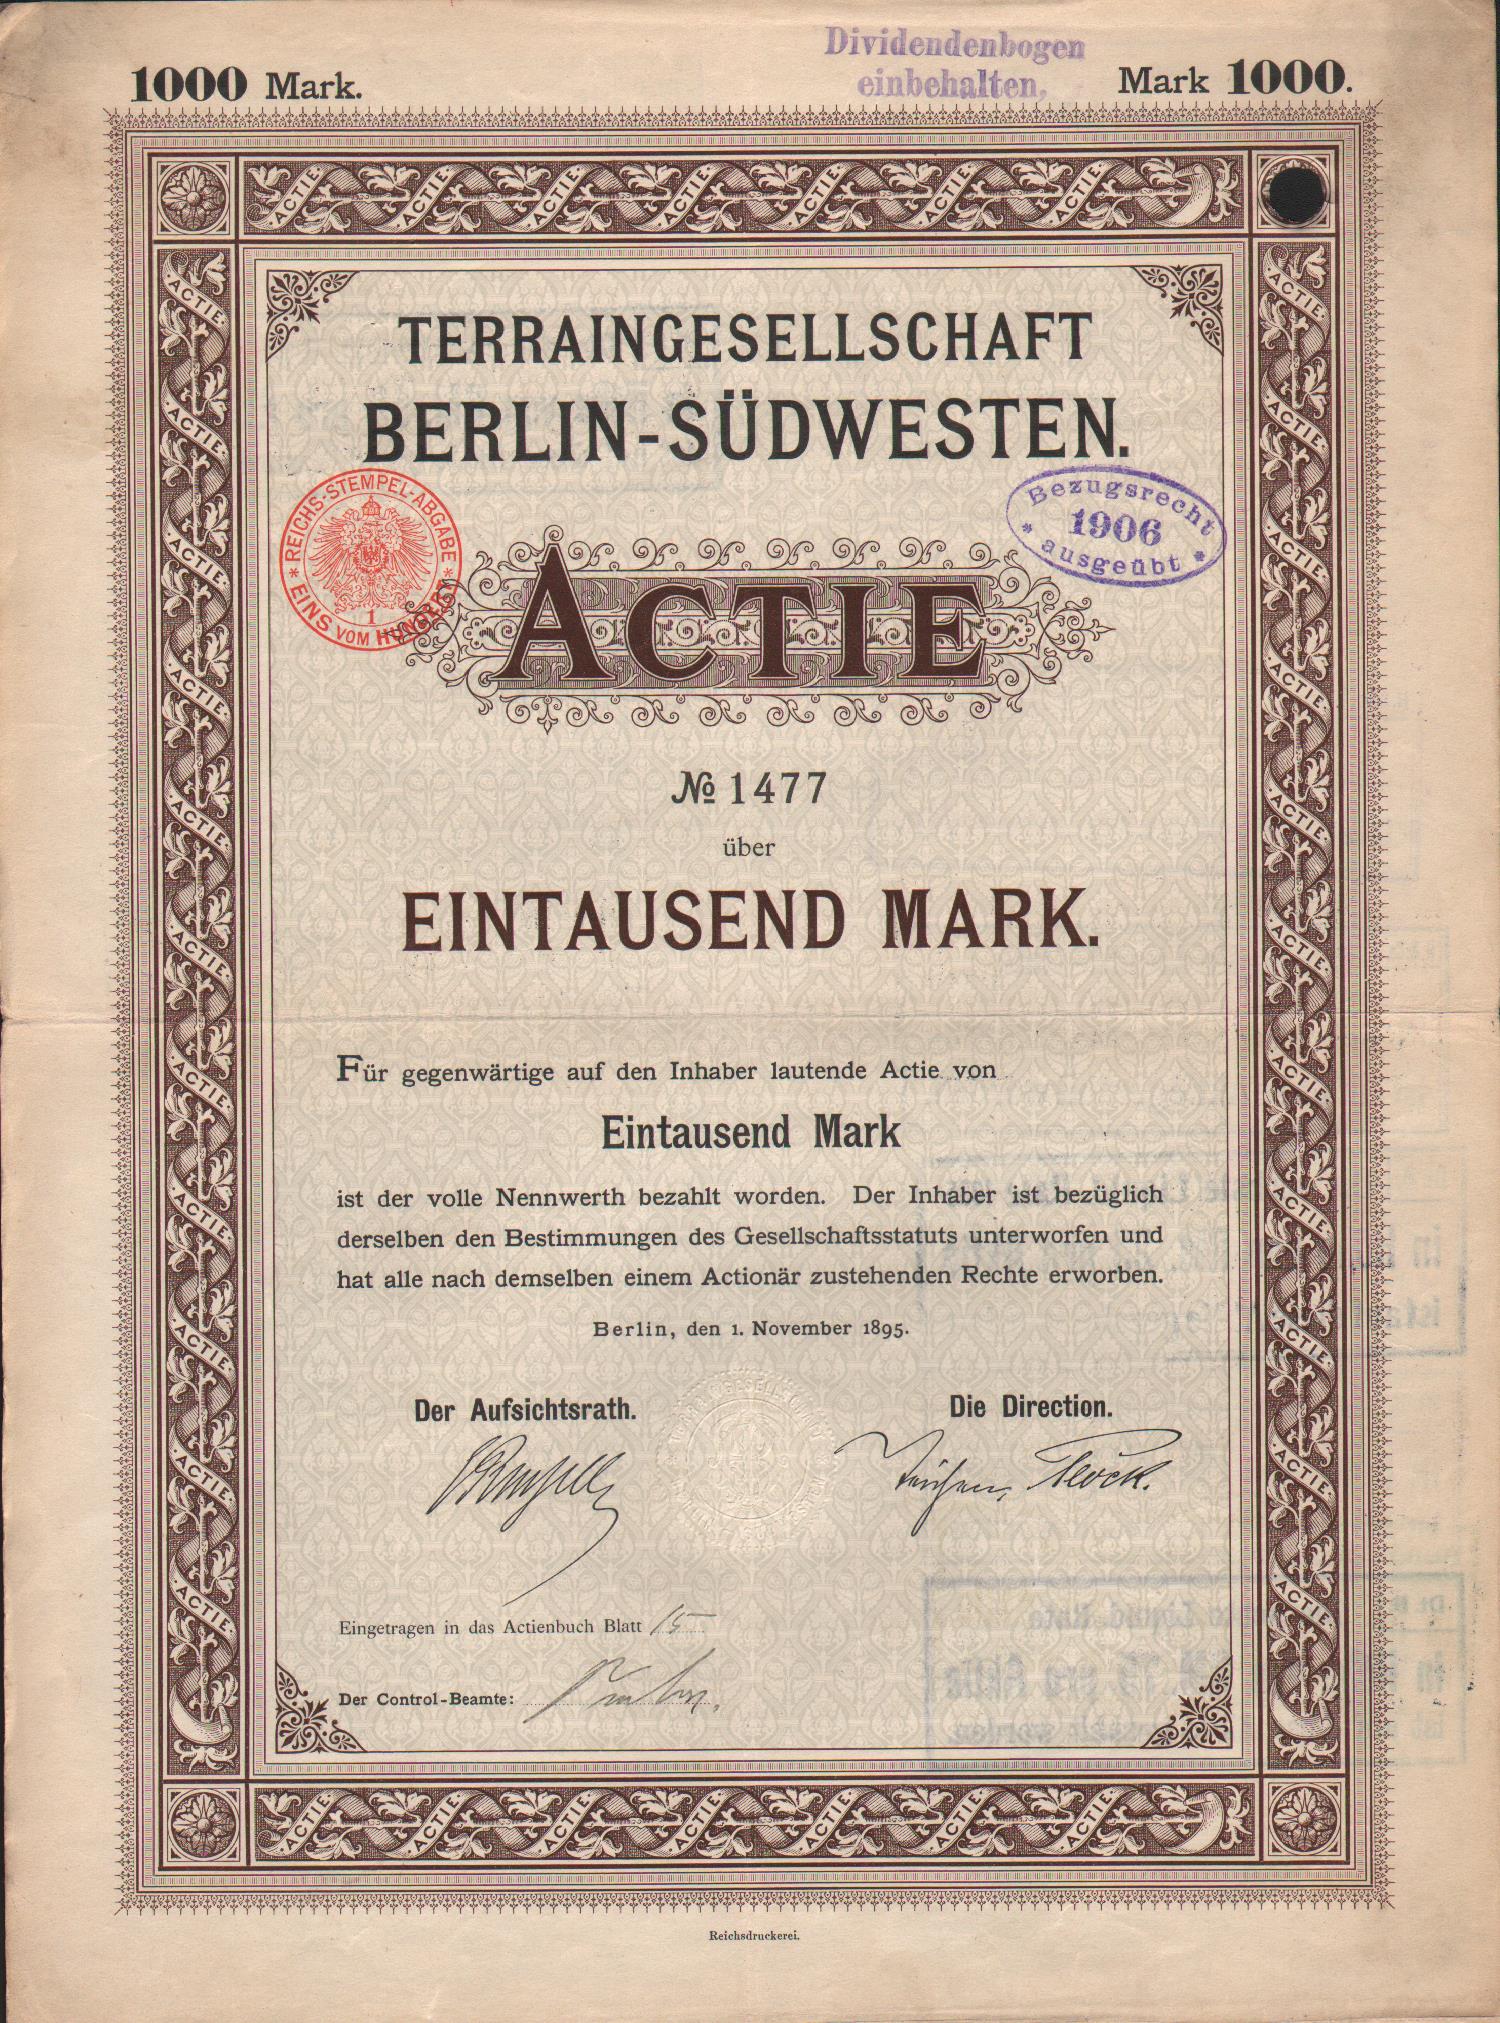 Dividendenbogen
einbehalten.
1000 Mark.
Mark 1000.
TERRAINGESELLSCHAFT
BERLIN-SÜDWESTEN.
REICHS-STEMPEL-ABGABE
EINS VOM HUNDERT
1
Bezugsrecht
1906
ausgeübt
ACTIE
No 1477
über
EINTAUSEND MARK.
Für gegenwärtige auf den Inhaber lautende Actie von
Eintausend Mark
ist der volle Nennwerth bezahlt worden. Der Inhaber ist bezüglich
derselben den Bestimmungen des Gesellschaftsstatuts unterworfen und
hat alle nach demselben einem Actionär zustehenden Rechte erworben.
Berlin, den 1. November 1895.
Der Aufsichtsrath.
Die Direction.
Eingetragen in das Actienbuch Blatt 15
Der Control-Beamte:
Reichsdruckerei.